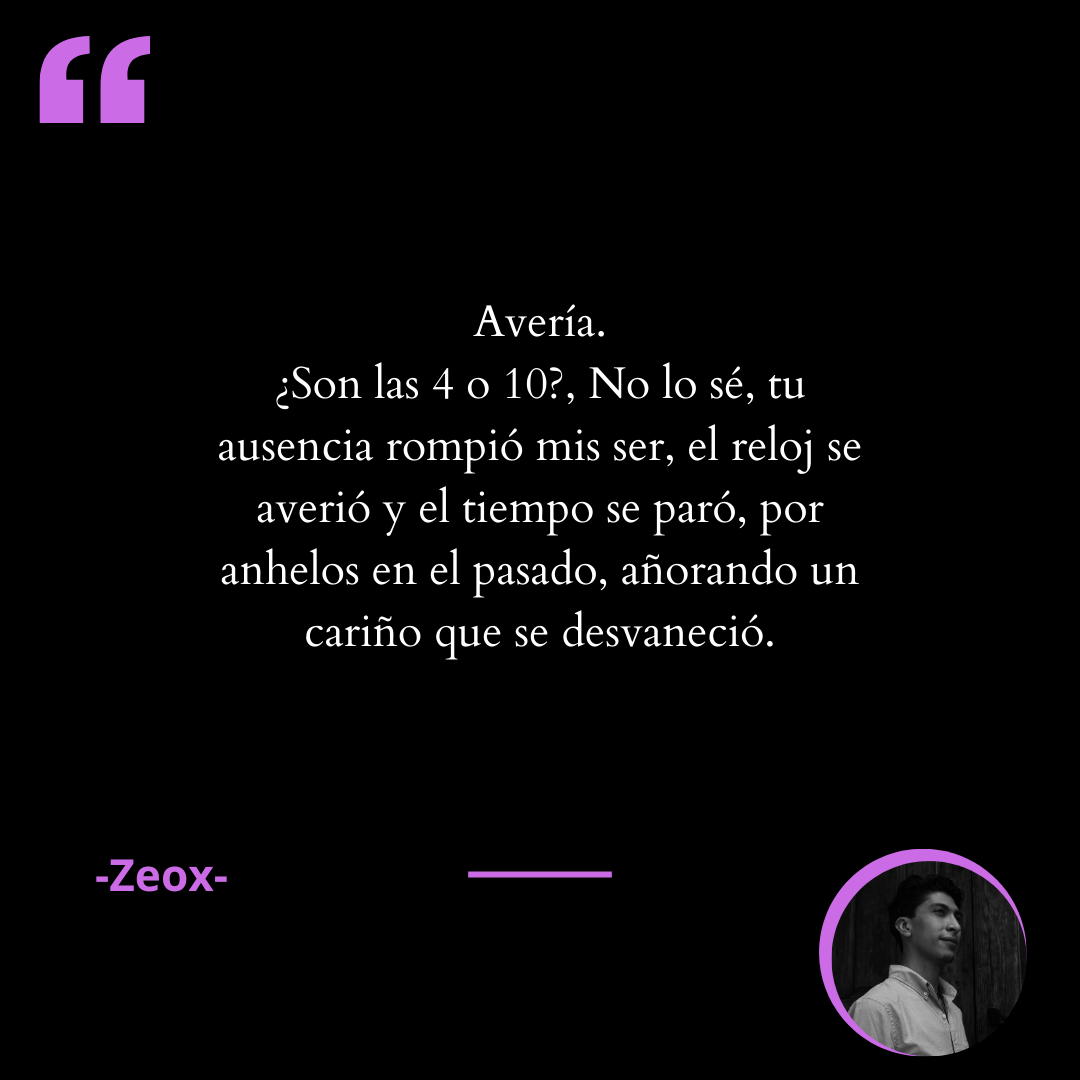 “
Avería.
¿Son las 4 o 10?, No lo sé, tu
ausencia rompió mis ser, el reloj se
averió y el tiempo se paró, por
anhelos en el pasado, añorando un
cariño que se desvaneció.
-Zeox-